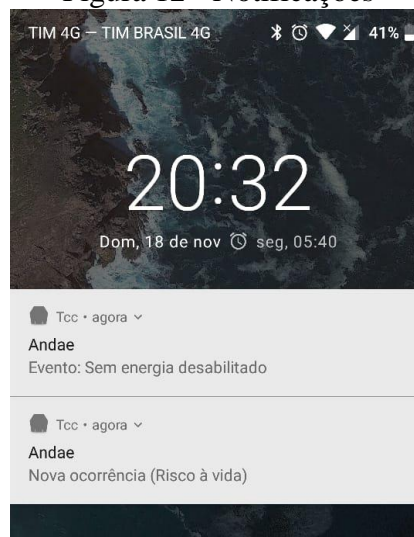 Figura 12 - Notificações
TIM 4G — TIM BRASIL 4G 41%
20:32
Dom, 18 de nov seg, 05:40
Tcc • agora
Andae
Evento: Sem energia desabilitado
Tcc • agora
Andae
Nova ocorrência (Risco à vida)